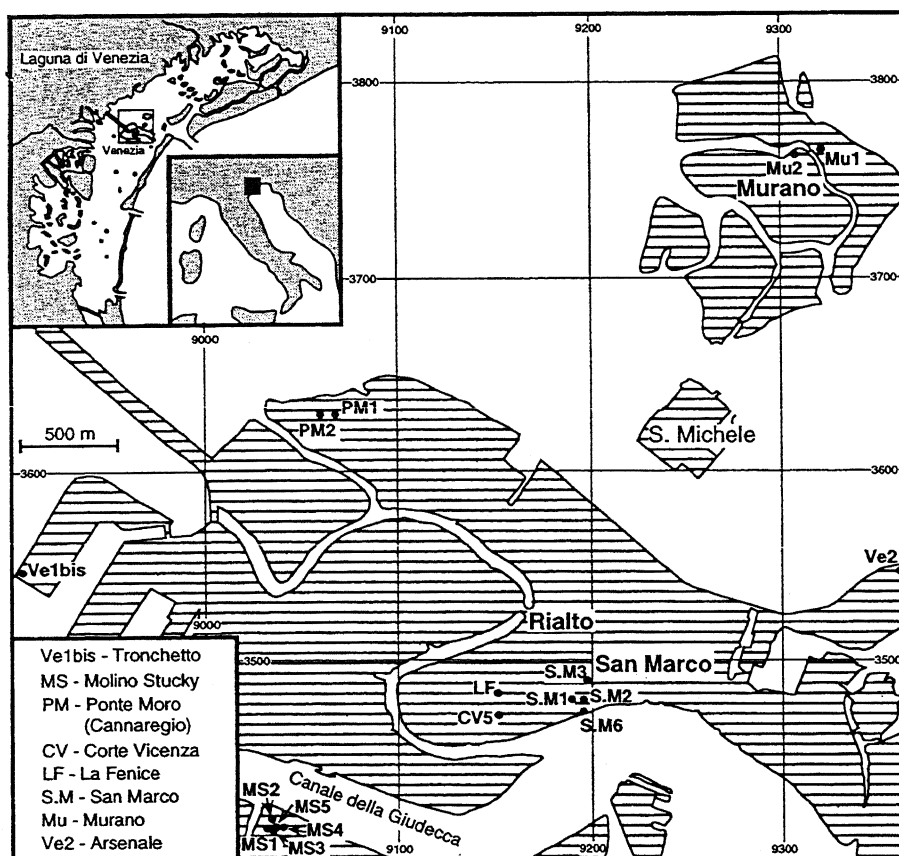 9100
9200
9300
Laguna di Venezia
3800
3800
Venezia
Mu1
Mu2
Murano
3700
3700
9000
PM1
PM2
500 m
S. Michele
3600
3600
Ve1bis
Ve2
9000
Rialto
Ve1bis - Tronchetto
MS - Molino Stucky
PM - Ponte Moro
(Cannaregio)
CV - Corte Vicenza
LF - La Fenice
S.M - San Marco
Mu - Murano
Ve2 - Arsenale
3500
San Marco
3500
S.M3
LF
S.M1
S.M2
CV5
S.M6
Canale della Giudecca
MS2
MS5
MS4
MS1
MS3
9100
9200
9300